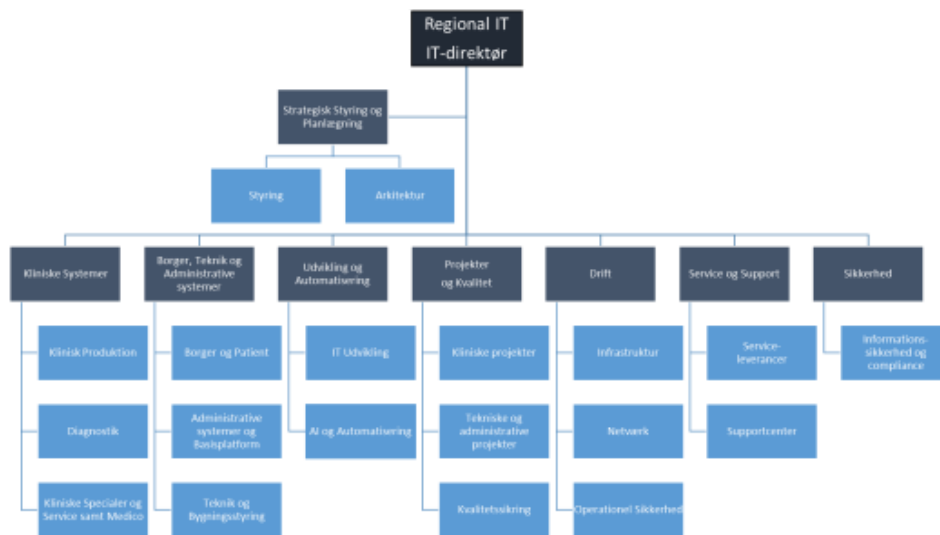 Regional IT
IT-direktør
Strategisk Styring og
Planlægning
Styring
Arkitektur
Kliniske Systemer
Borger, Teknik og
Administrative
systemer
Udvikling og
Automatisering
Projekter
og Kvalitet
Drift
Service og Support
Sikkerhed
Klinisk Produktion
Borger og Patient
IT Udvikling
Kliniske projekter
Infrastruktur
Service-
leverancer
Informations-
sikkerhed og
compliance
Diagnostik
Administrative
systemer og
Basisplatform
AI og Automatisering
Tekniske og
administrative
projekter
Netværk
Supportcenter
Kliniske Specialer og
Service samt Medico
Teknik og
Bygningsstyring
Kvalitetssikring
Operationel Sikkerhed